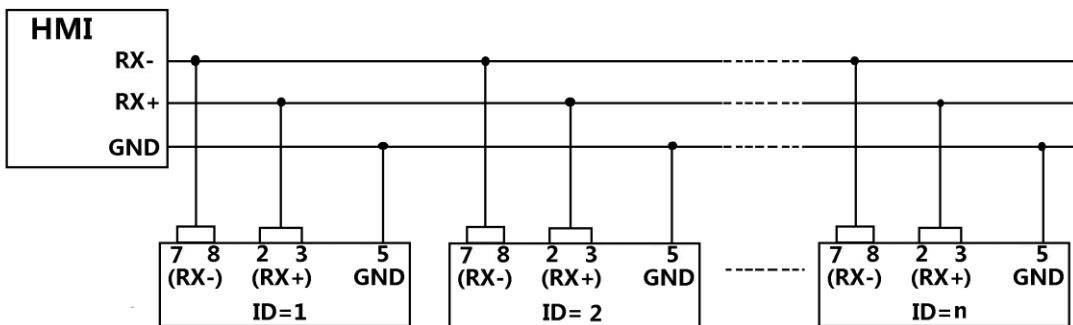 HMI
RX-
RX+
GND
7 8 2 3 5
(RX-) (RX+) GND
ID=1
7 8 2 3 5
(RX-) (RX+) GND
ID= 2
7 8 2 3 5
(RX-) (RX+) GND
ID=n